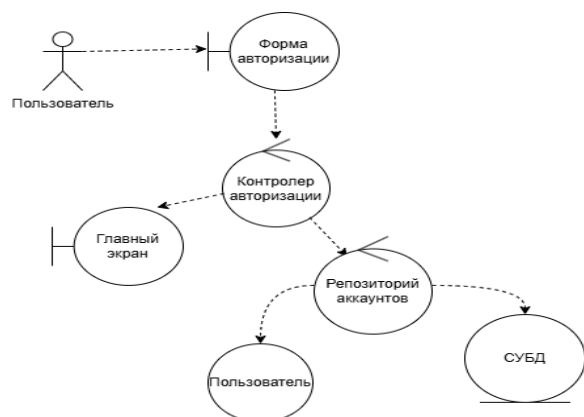 Форма
авторизации
Пользователь
Контролер
авторизации
Главный
экран
Репозиторий
аккаунтов
Пользователь
СУБД